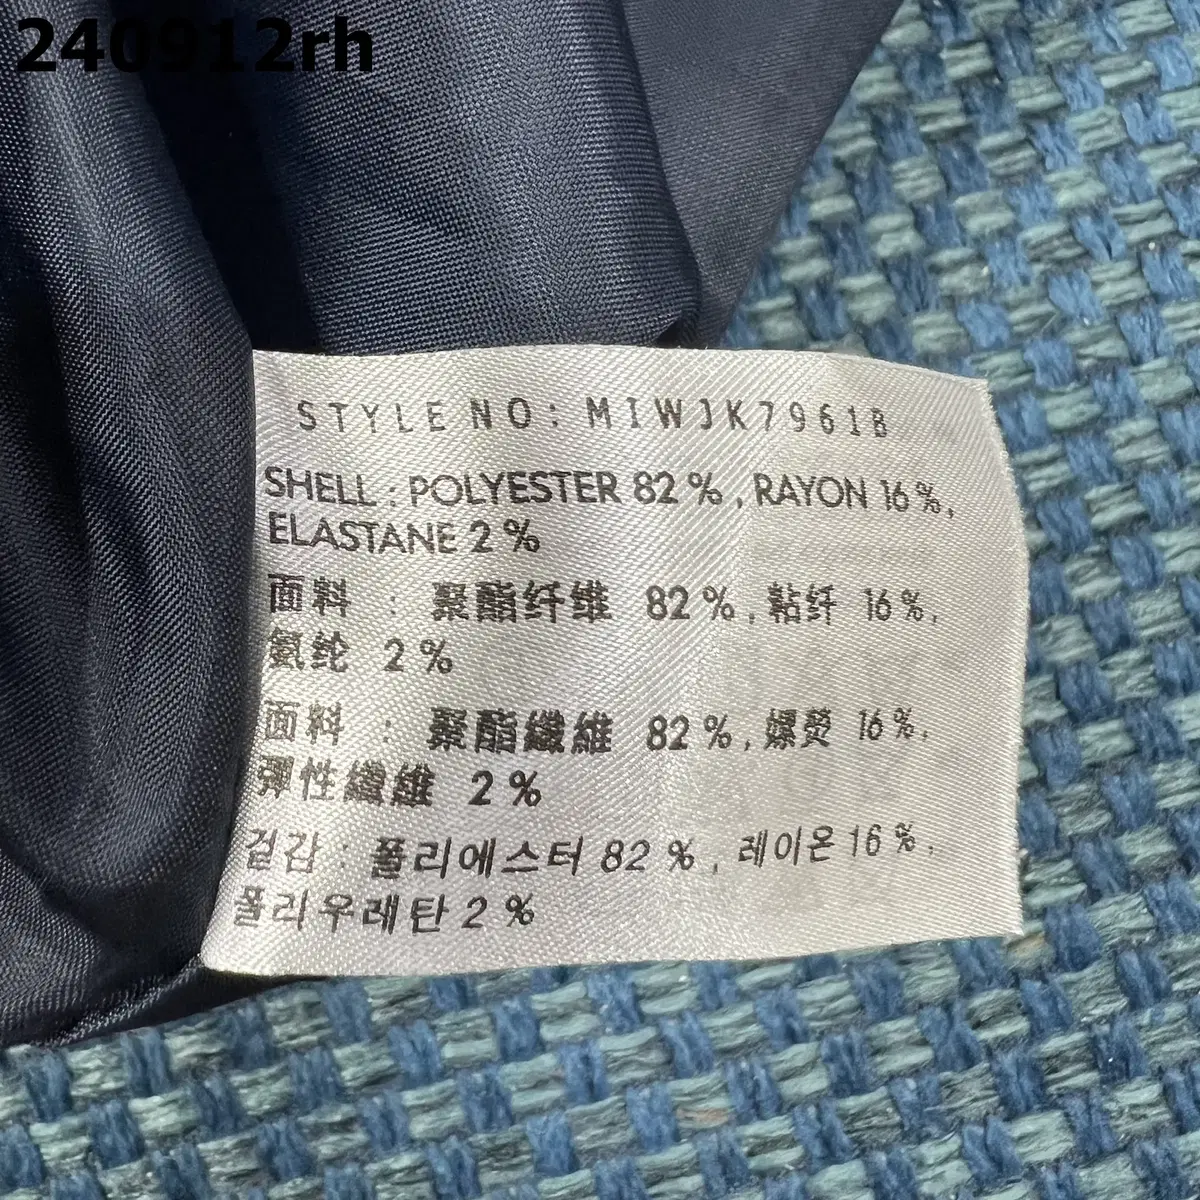 240912rh
STYLE NO: MIWJK7961B
SHELL : POLYESTER 82 % , RAYON 16 %,
ELASTANE 2 %
面料 : 聚酯纤维 82 % , 粘纤 16 %,
氨纶 2 %
面料 : 聚酯纖維 82 % , 嫘荧 16 %,
彈性纖維 2 %
겉감 : 폴리에스터 82 % , 레이온 16 %,
폴리우레탄 2 %